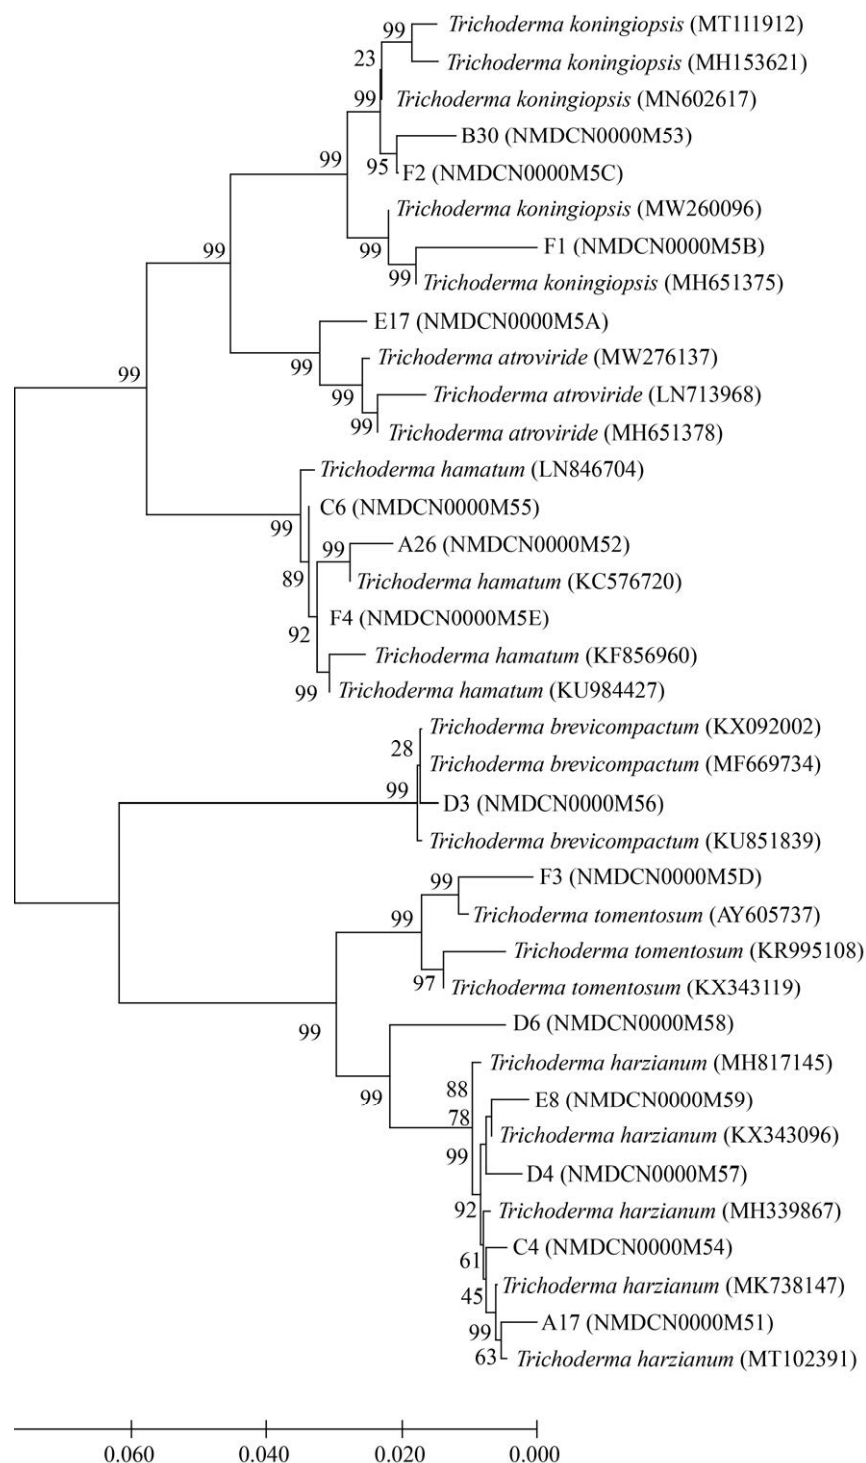 99
Trichoderma koningiopsis (MT111912)
23
Trichoderma koningiopsis (MH153621)
99
Trichoderma koningiopsis (MN602617)
B30 (NMDCN0000M53)
99
95
F2 (NMDCN0000M5C)
Trichoderma koningiopsis (MW260096)
99
99
F1 (NMDCN0000M5B)
99
Trichoderma koningiopsis (MH651375)
E17 (NMDCN0000M5A)
99
99
Trichoderma atroviride (MW276137)
99
Trichoderma atroviride (LN713968)
99
Trichoderma atroviride (MH651378)
Trichoderma hamatum (LN846704)
99
C6 (NMDCN0000M55)
99
A26 (NMDCN0000M52)
89
Trichoderma hamatum (KC576720)
F4 (NMDCN0000M5E)
92
Trichoderma hamatum (KF856960)
99
Trichoderma hamatum (KU984427)
Trichoderma brevicompactum (KX092002)
28
Trichoderma brevicompactum (MF669734)
99
D3 (NMDCN0000M56)
Trichoderma brevicompactum (KU851839)
99
F3 (NMDCN0000M5D)
99
Trichoderma tomentosum (AY605737)
Trichoderma tomentosum (KR995108)
97
Trichoderma tomentosum (KX343119)
99
D6 (NMDCN0000M58)
Trichoderma harzianum (MH817145)
99
88
E8 (NMDCN0000M59)
78
Trichoderma harzianum (KX343096)
99
D4 (NMDCN0000M57)
92
Trichoderma harzianum (MH339867)
C4 (NMDCN0000M54)
61
Trichoderma harzianum (MK738147)
45
A17 (NMDCN0000M51)
99
63
Trichoderma harzianum (MT102391)
0.060 0.040 0.020 0.000